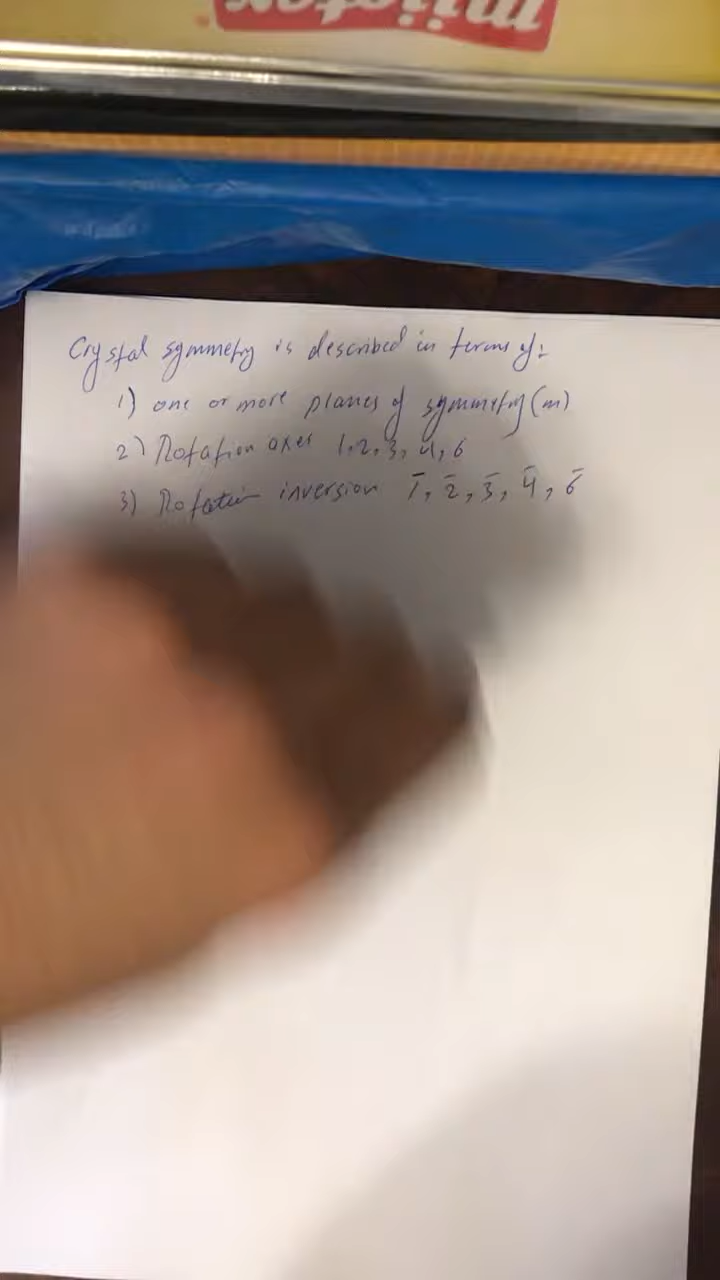 Crystal symmetry is described in terms of:
1) one or more planes of symmetry (m)
2) Rotation axes 1, 2, 3, 4, 6
3) Rotation inversion 1̄, 2̄, 3̄, 4̄, 6̄